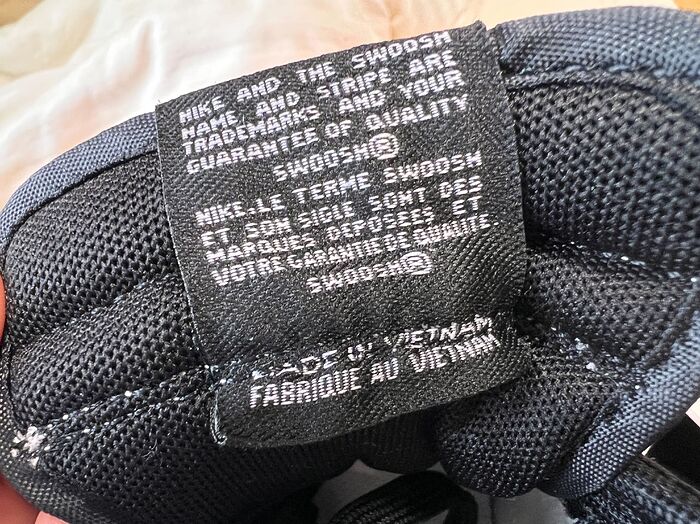 NIKE AND THE SWOOSH
NAME AND STRIPE ARE
TRADEMARKS AND YOUR
GUARANTEE OF QUALITY
SWOOSH®
NIKE:LE TERME SWOOSH
ET SON SIGLE SONT DES
MARQUES DEPOSEES ET
VOTRE GARANTIE DE QUALITE
SWOOSH®
MADE IN VIETNAM
FABRIQUE AU VIETNAM